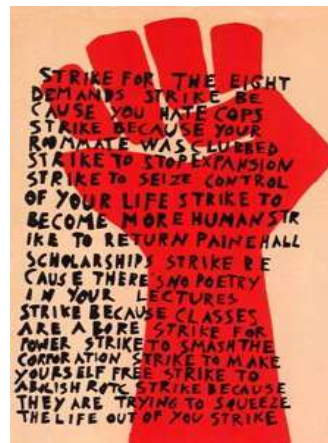 STRIKE FOR THE EIGHT
DEMANDS STRIKE BE
CAUSE YOU HATE COPS
STRIKE BECAUSE YOUR
ROOMMATE WAS CLUBBED
STRIKE TO STOP EXPANSION
STRIKE TO SEIZE CONTROL
OF YOUR LIFE STRIKE TO
BECOME MORE HUMAN STR
IKE TO RETURN PAINE HALL
SCHOLARSHIPS STRIKE BE
CAUSE THERE'S NO POETRY
IN YOUR LECTURES
STRIKE BECAUSE CLASSES
ARE A BORE STRIKE FOR
POWER STRIKE TO SMASH THE
CORPORATION STRIKE TO MAKE
YOURSELF FREE STRIKE TO
ABOLISH ROTC STRIKE BECAUSE
THEY ARE TRYING TO SQUEEZE
THE LIFE OUT OF YOU STRIKE